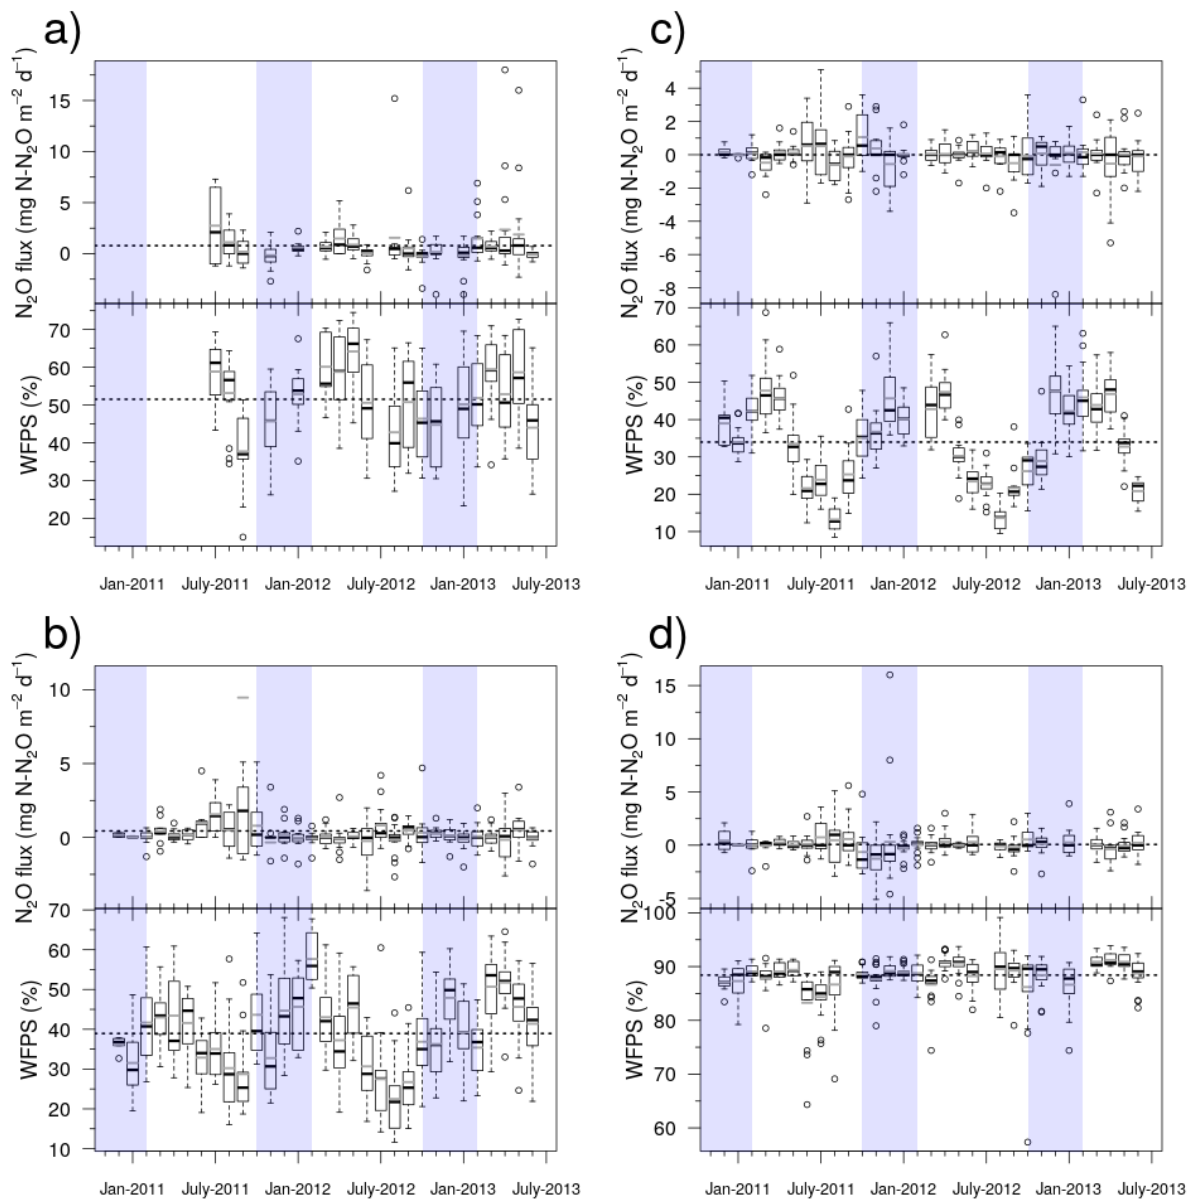 a)
N₂O flux (mg N-N₂O m⁻² d⁻¹)
15
10
5
0
WFPS (%)
70
60
50
40
30
20
Jan-2011 July-2011 Jan-2012 July-2012 Jan-2013 July-2013
c)
N₂O flux (mg N-N₂O m⁻² d⁻¹)
4
2
0
-2
-4
-6
-8
WFPS (%)
70
60
50
40
30
20
10
Jan-2011 July-2011 Jan-2012 July-2012 Jan-2013 July-2013
b)
N₂O flux (mg N-N₂O m⁻² d⁻¹)
10
5
0
WFPS (%)
70
60
50
40
30
20
10
Jan-2011 July-2011 Jan-2012 July-2012 Jan-2013 July-2013
d)
N₂O flux (mg N-N₂O m⁻² d⁻¹)
15
10
5
0
-5
WFPS (%)
100
90
80
70
60
Jan-2011 July-2011 Jan-2012 July-2012 Jan-2013 July-2013